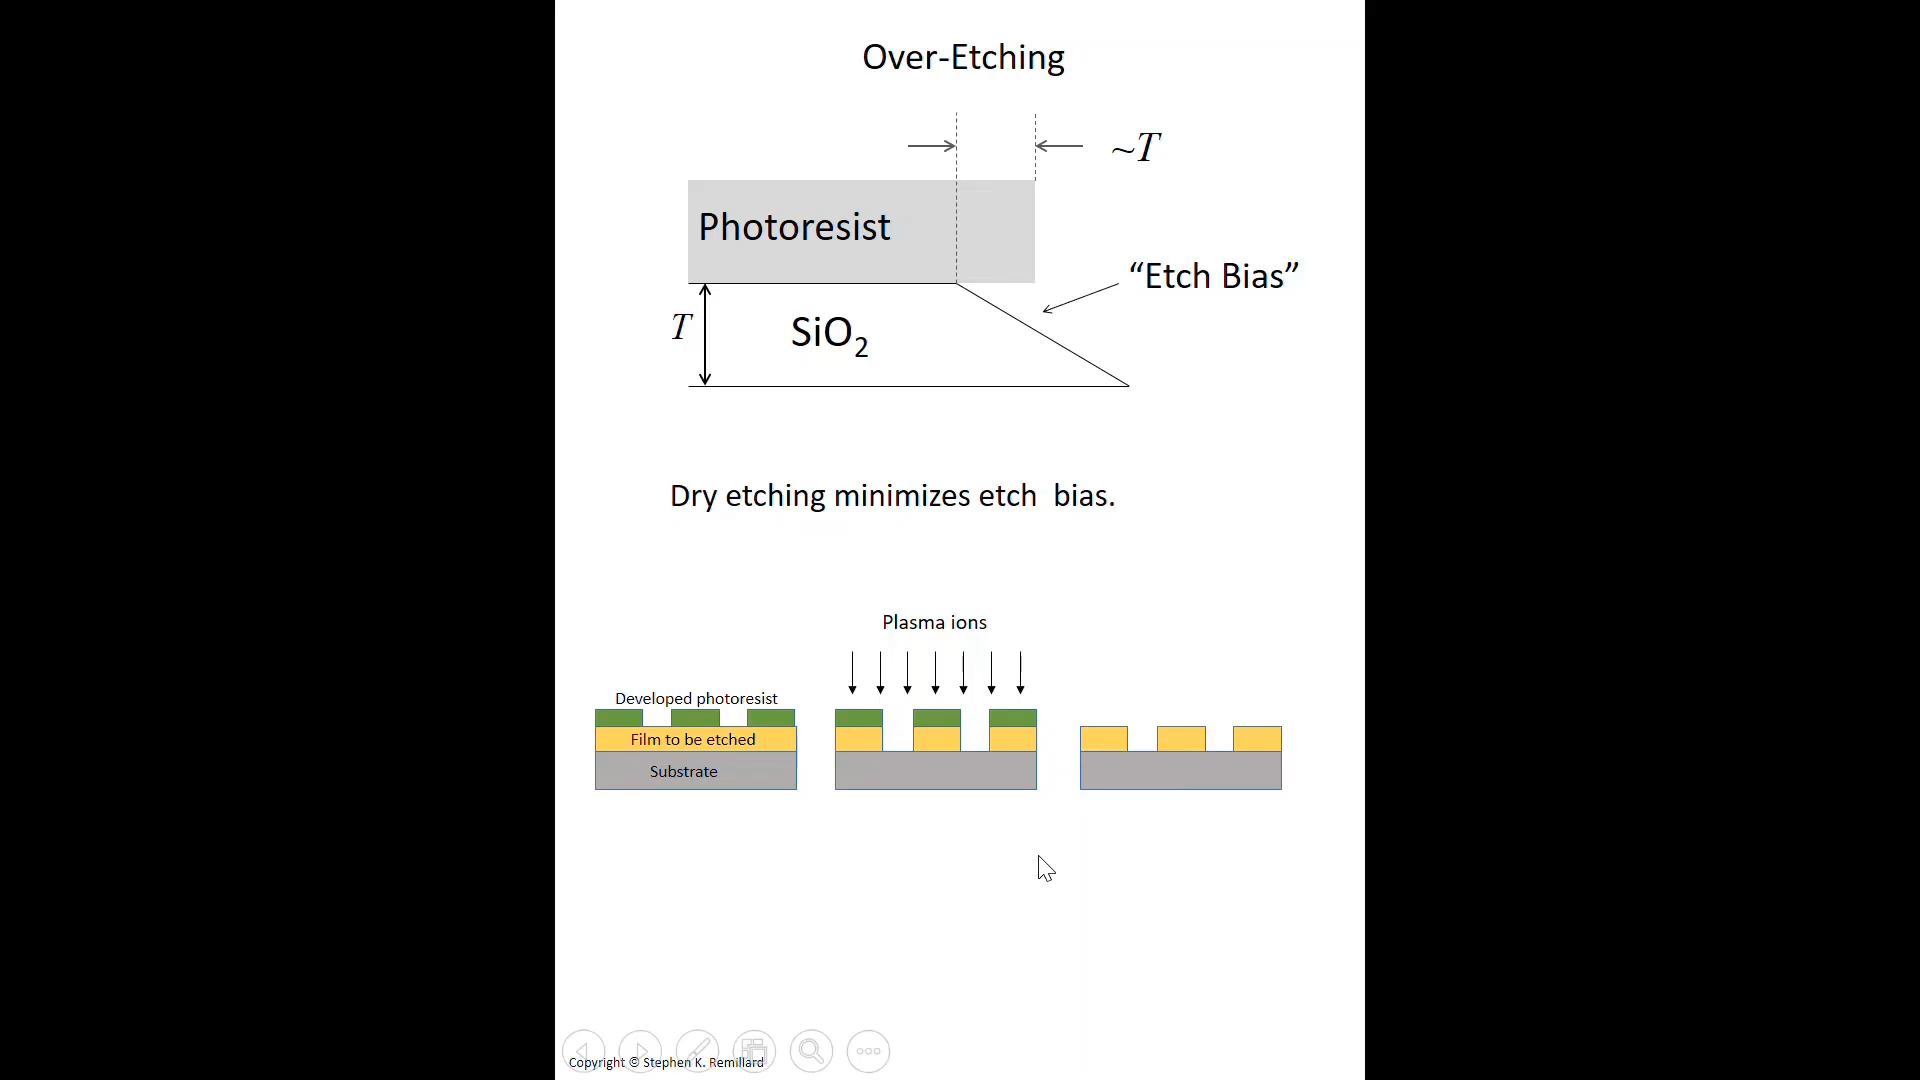 Over-Etching
~T
Photoresist
“Etch Bias”
T
SiO₂
Dry etching minimizes etch  bias.
Plasma ions
Developed photoresist
Film to be etched
Substrate
Copyright © Stephen K. Remillard